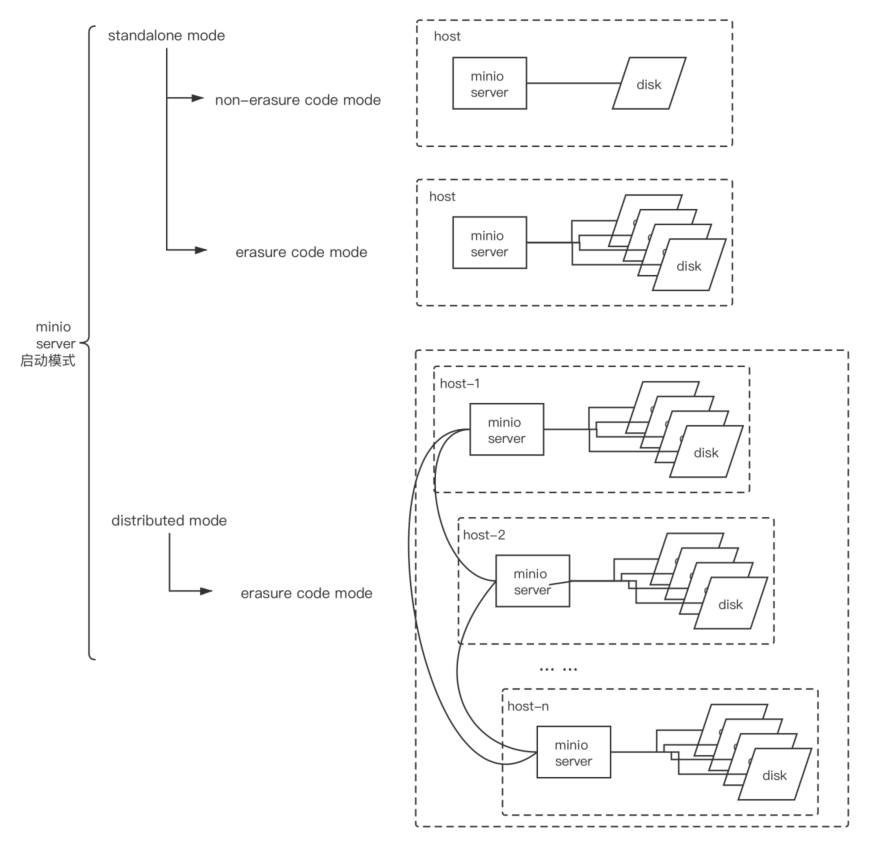 standalone mode
host
minio
server
disk
non-erasure code mode
host
minio
server
disk
erasure code mode
minio
server
启动模式
host-1
minio
server
disk
distributed mode
host-2
minio
server
disk
erasure code mode
... ...
host-n
minio
server
disk